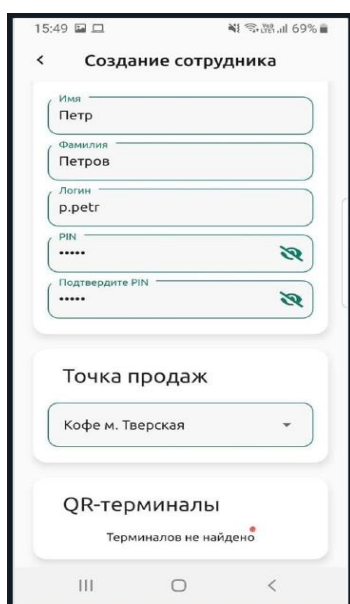 15:49 69%
Создание сотрудника
Имя
Петр
Фамилия
Петров
Логин
p.petr
PIN
•••••
Подтвердите PIN
•••••
Точка продаж
Кофе м. Тверская
QR-терминалы
Терминалов не найдено